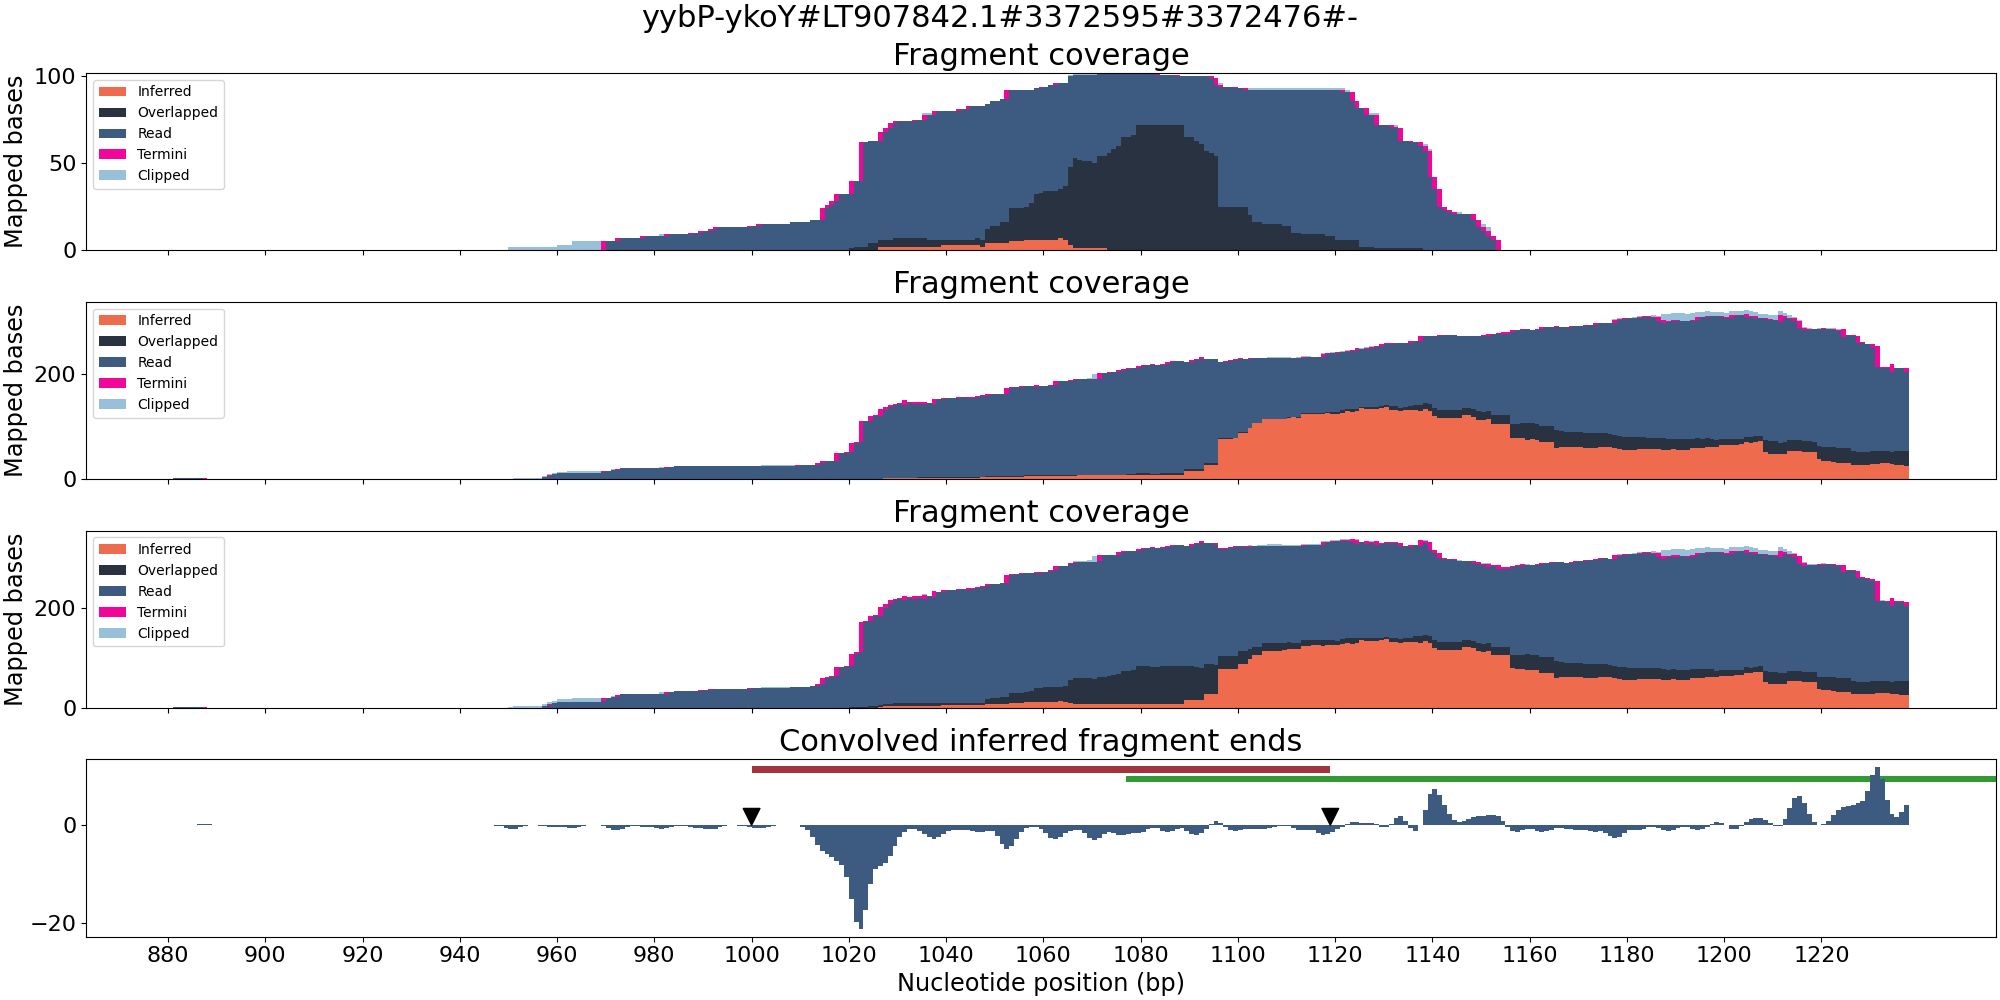 yybP-ykoY#LT907842.1#3372595#3372476#-
Fragment coverage
Mapped bases
100
50
0
Inferred
Overlapped
Read
Termini
Clipped
Fragment coverage
Mapped bases
200
0
Inferred
Overlapped
Read
Termini
Clipped
Fragment coverage
Mapped bases
200
0
Inferred
Overlapped
Read
Termini
Clipped
Convolved inferred fragment ends
0
−20
880 900 920 940 960 980 1000 1020 1040 1060 1080 1100 1120 1140 1160 1180 1200 1220
Nucleotide position (bp)